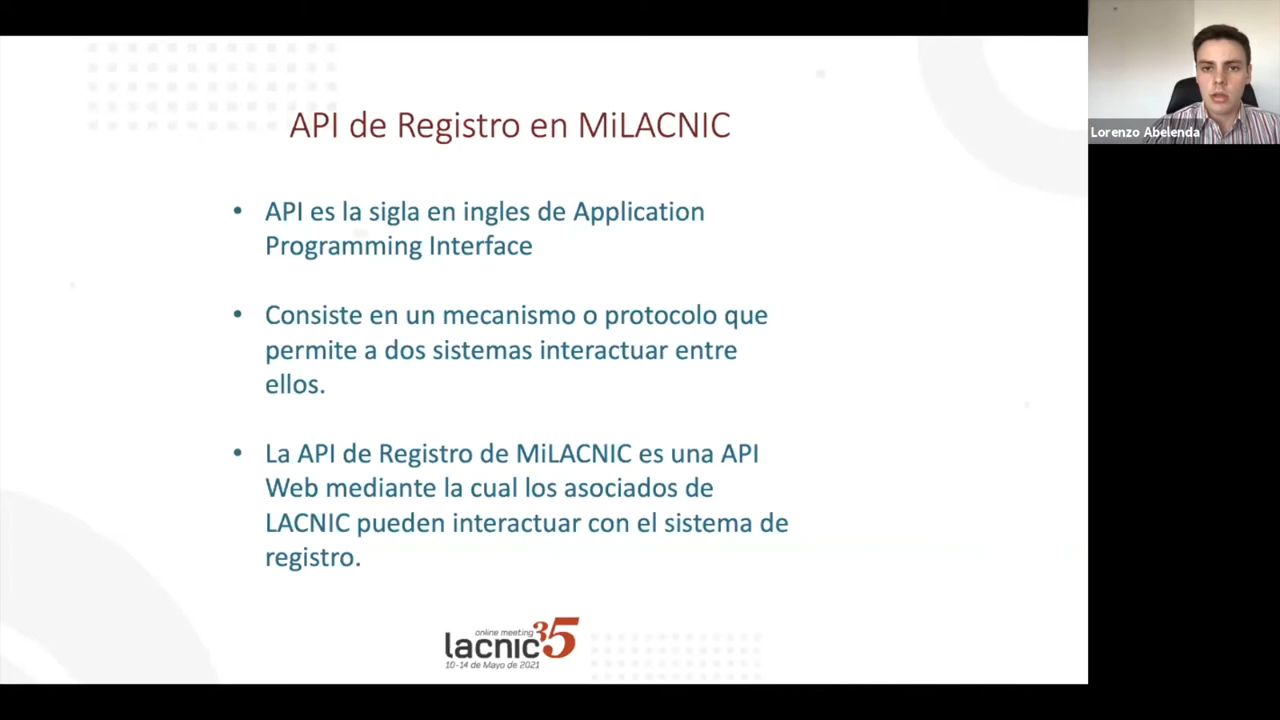 API de Registro en MiLACNIC
• API es la sigla en ingles de Application
Programming Interface
• Consiste en un mecanismo o protocolo que
permite a dos sistemas interactuar entre
ellos.
• La API de Registro de MiLACNIC es una API
Web mediante la cual los asociados de
LACNIC pueden interactuar con el sistema de
registro.
online meeting
lacnic35
10-14 de Mayo de 2021
Lorenzo Abelenda